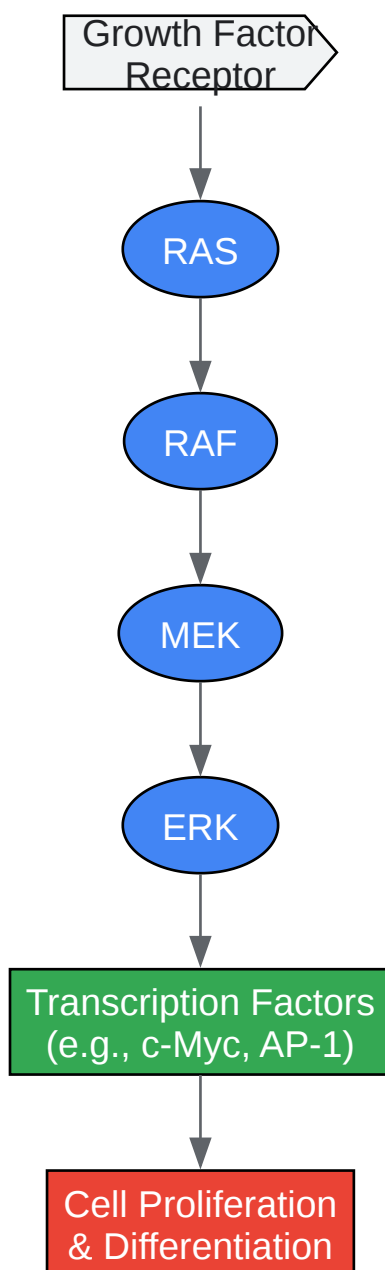 Growth Factor
Receptor
RAS
RAF
MEK
ERK
Transcription Factors
(e.g., c-Myc, AP-1)
Cell Proliferation
& Differentiation